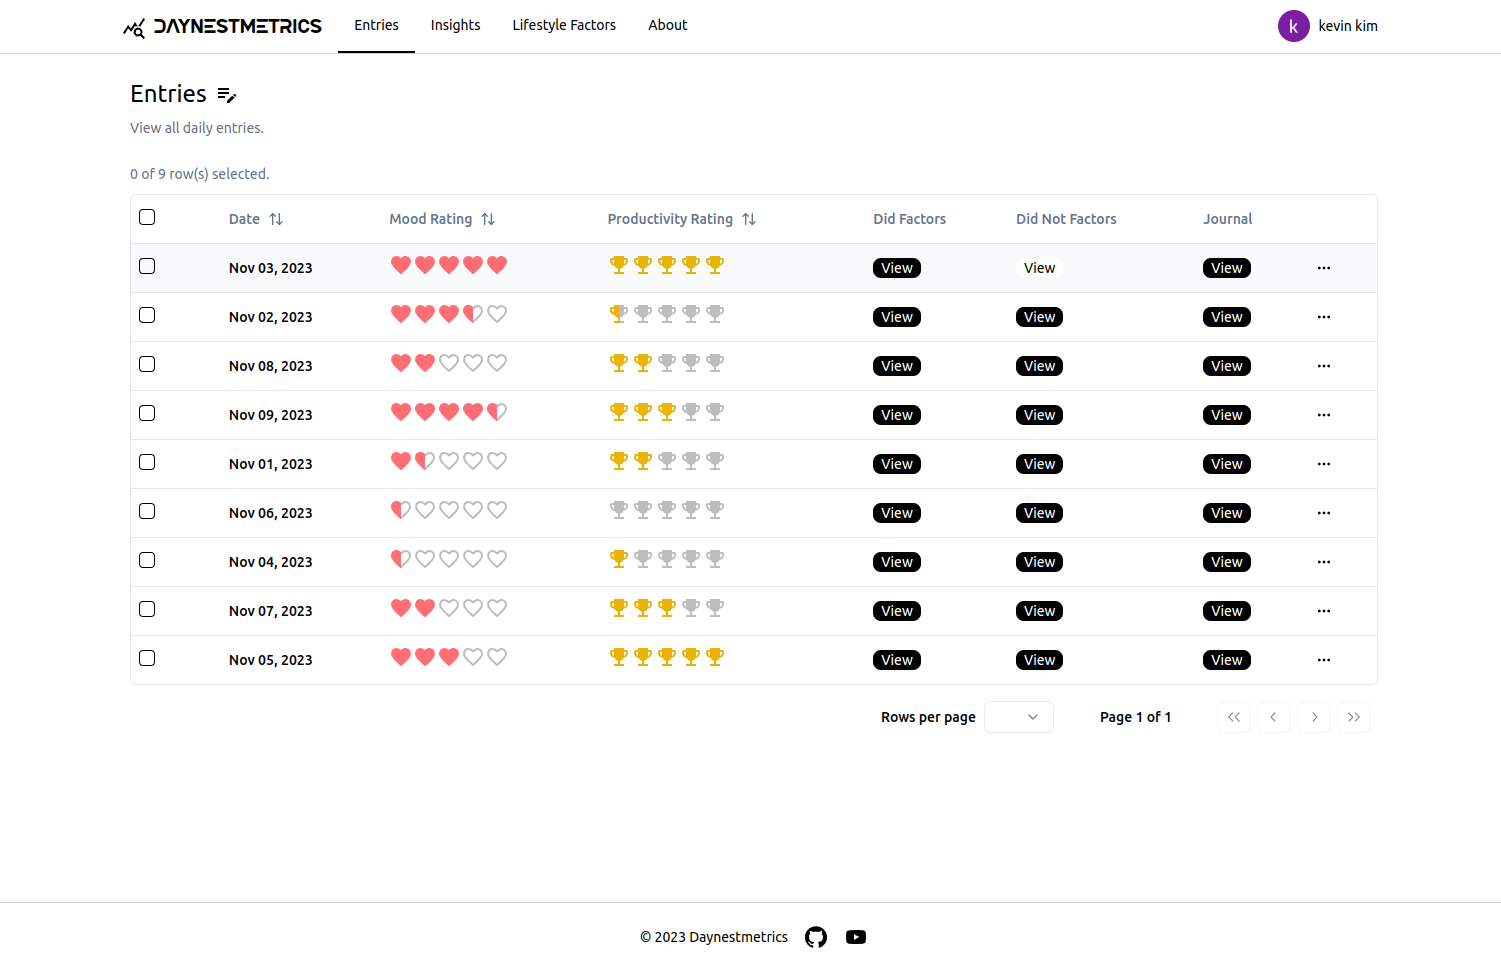 DAYNESTMETRICS Entries Insights Lifestyle Factors About k kevin kim
Entries
View all daily entries.
0 of 9 row(s) selected.
Date Mood Rating Productivity Rating Did Factors Did Not Factors Journal
Nov 03, 2023 View View View
Nov 02, 2023 View View View
Nov 08, 2023 View View View
Nov 09, 2023 View View View
Nov 01, 2023 View View View
Nov 06, 2023 View View View
Nov 04, 2023 View View View
Nov 07, 2023 View View View
Nov 05, 2023 View View View
Rows per page Page 1 of 1
© 2023 Daynestmetrics